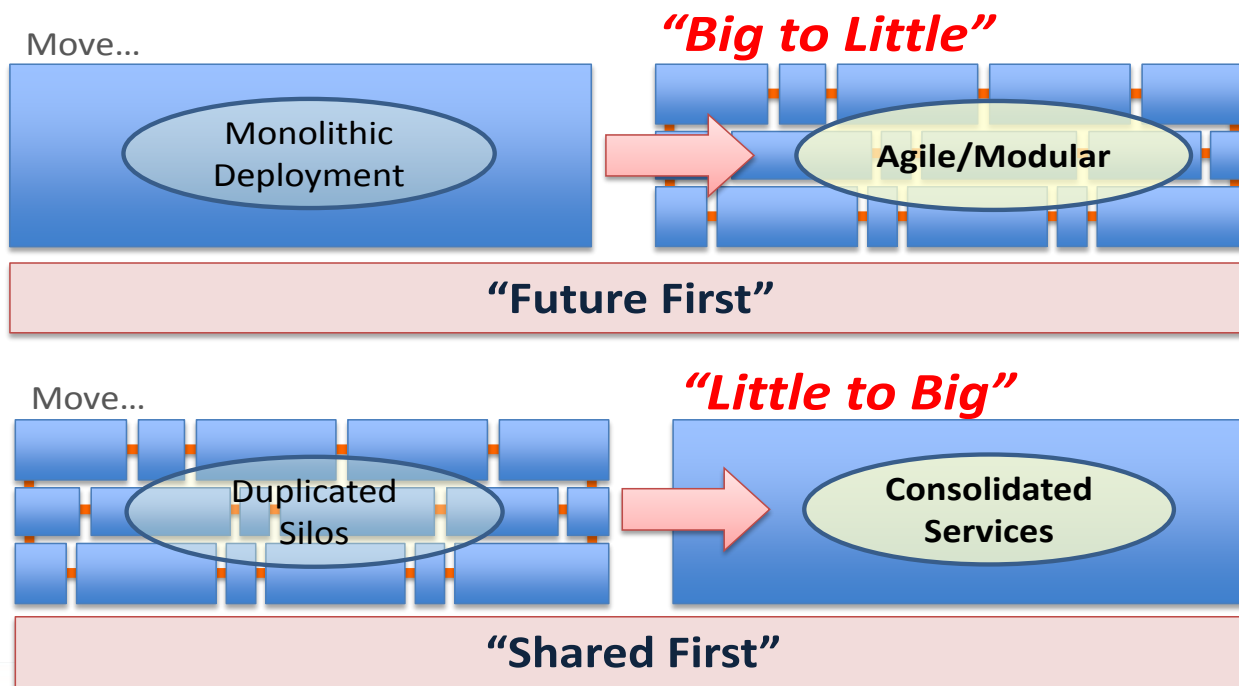 Move...
“Big to Little”
Monolithic
Deployment
Agile/Modular
“Future First”
Move...
“Little to Big”
Duplicated
Silos
Consolidated
Services
“Shared First”